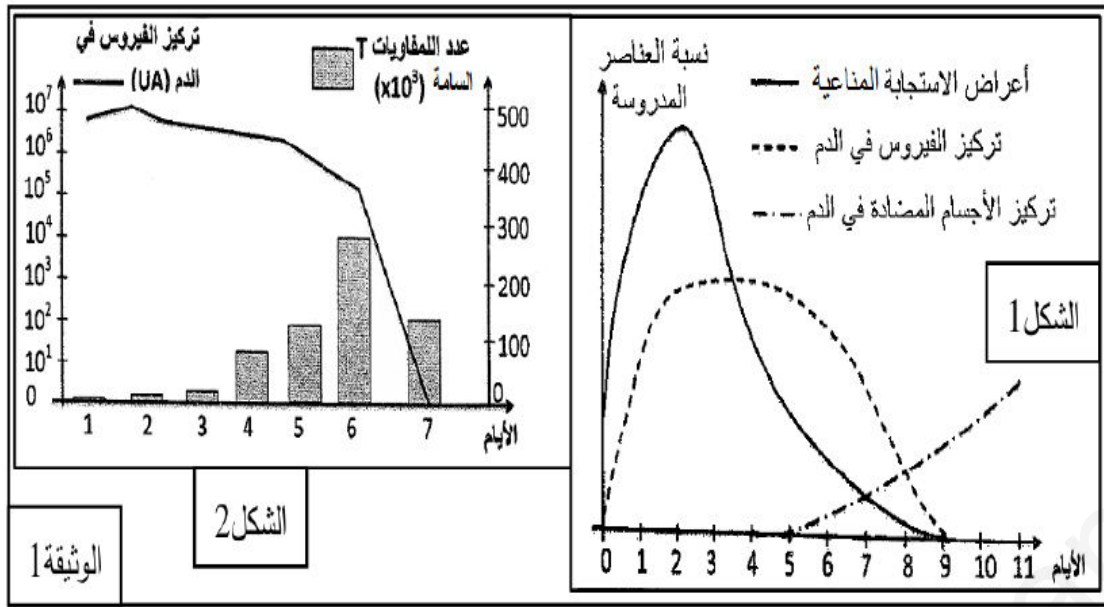 نسبة العناصر
المدروسة
أعراض الاستجابة المناعية
تركيز الفيروس في الدم
تركيز الأجسام المضادة في الدم
الشكل1
0 1 2 3 4 5 6 7 8 9 10 11 الأيام
تركيز الفيروس في
الدم (UA)
عدد اللمفاويات T
السامة (x10³)
10⁷
10⁶
10⁵
10⁴
10³
10²
10¹
0
500
400
300
200
100
0
1 2 3 4 5 6 7 الأيام
الشكل2
الوثيقة1